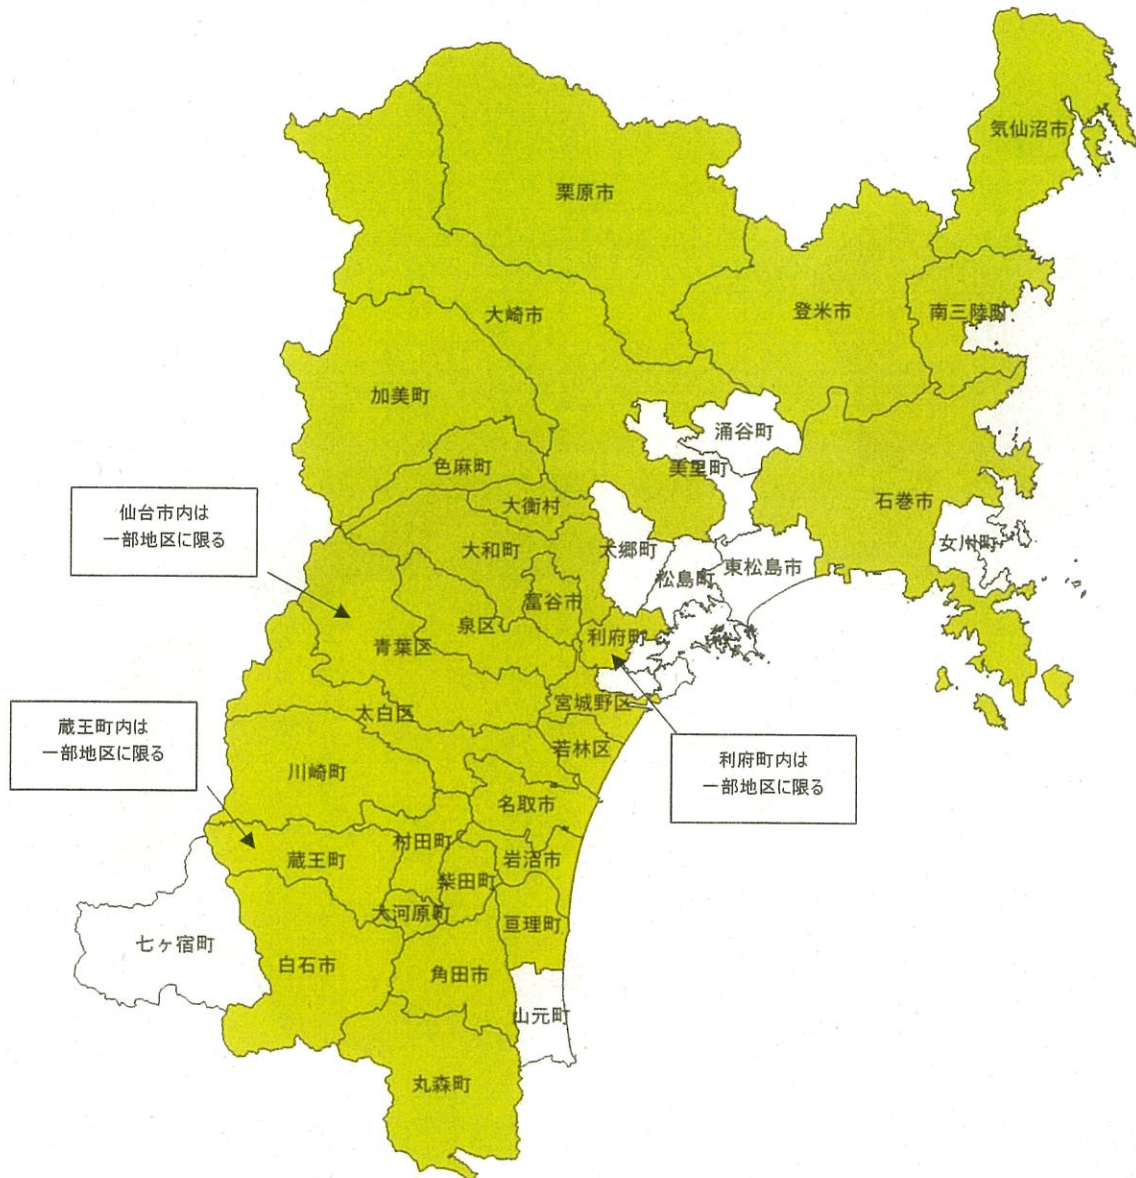 気仙沼市
栗原市
大崎市
登米市
南三陸町
加美町
涌谷町
色麻町
美里町
大衡村
石巻市
仙台市内は
一部地区に限る
大和町
大郷町
女川町
松島町
東松島市
富谷市
泉区
利府町
青葉区
宮城野区
太白区
蔵王町内は
一部地区に限る
若林区
利府町内は
一部地区に限る
川崎町
名取市
村田町
蔵王町
岩沼市
柴田町
大河原町
亘理町
七ヶ宿町
白石市
角田市
山元町
丸森町